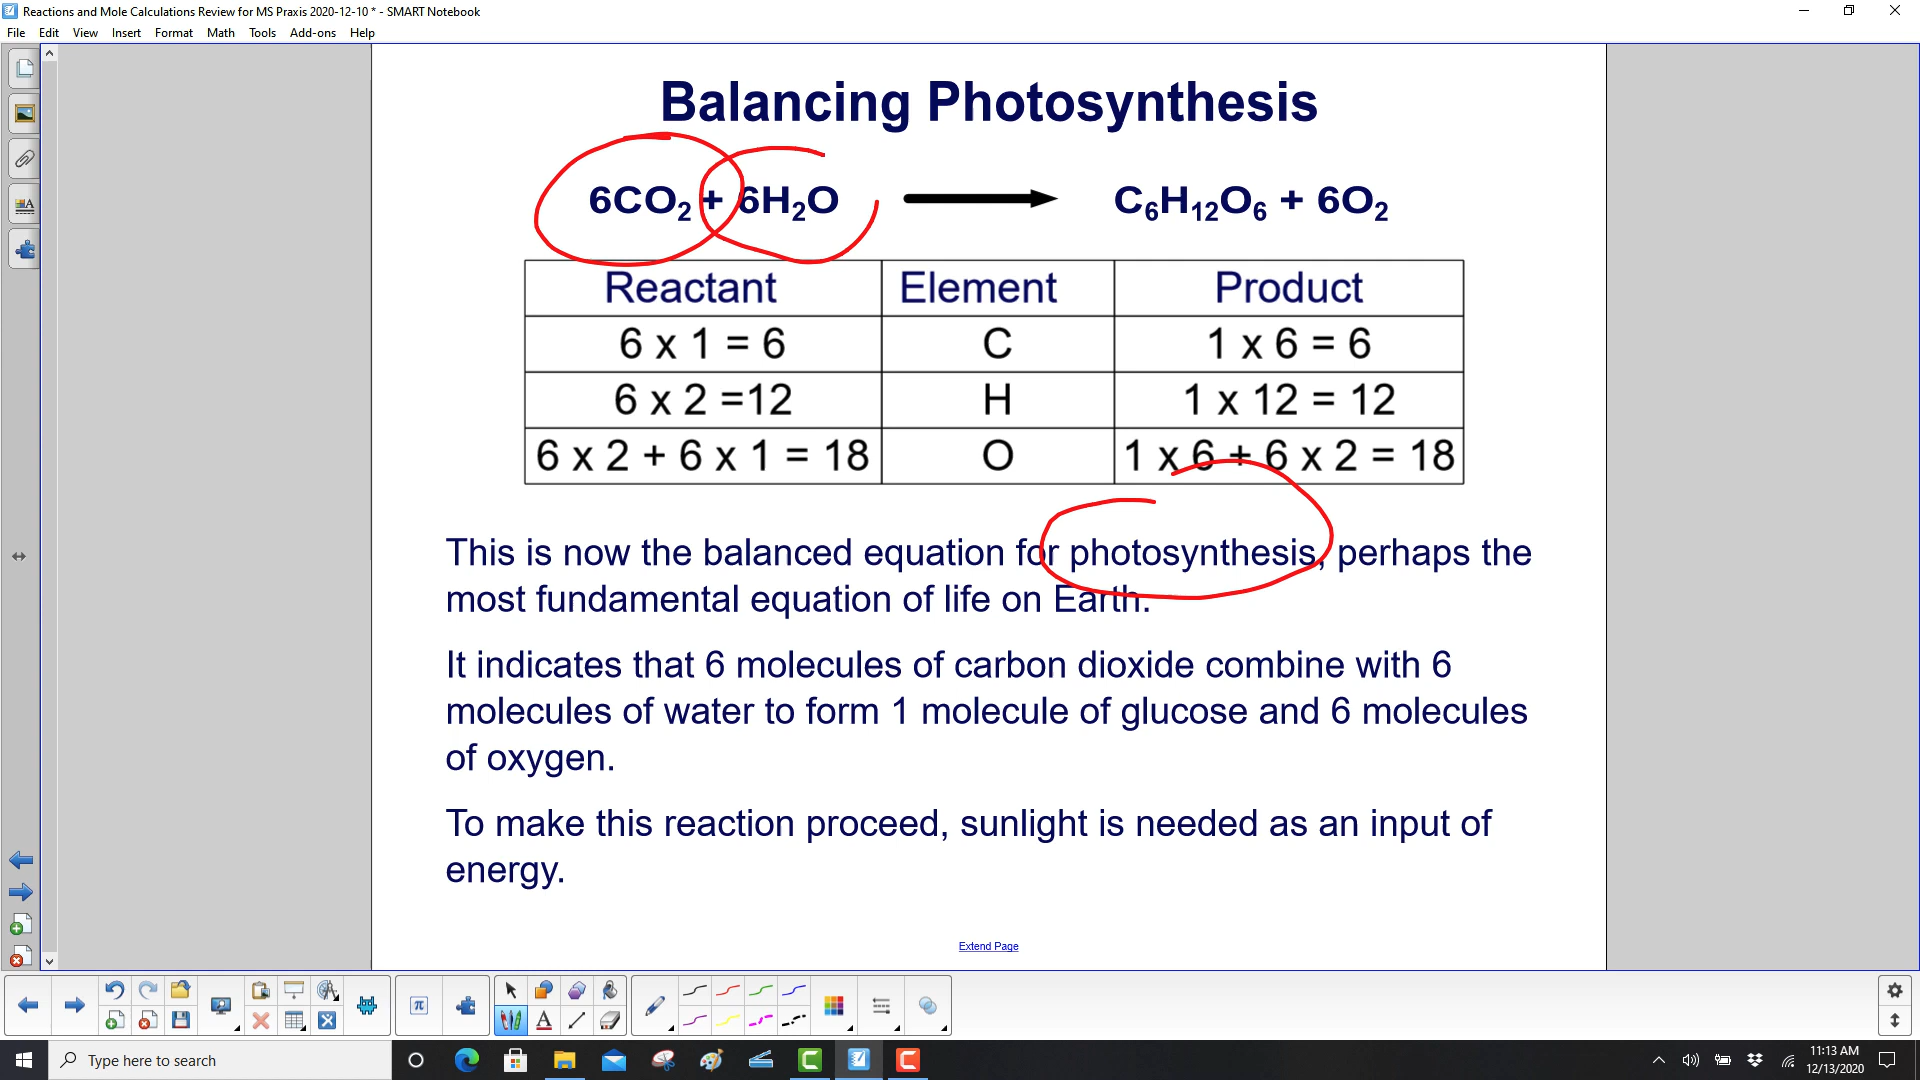 Reactions and Mole Calculations Review for MS Praxis 2020-12-10 * - SMART Notebook
File Edit View Insert Format Math Tools Add-ons Help
Balancing Photosynthesis
6CO₂ + 6H₂O C₆H₁₂O₆ + 6O₂
Reactant Element Product
6 x 1 = 6 C 1 x 6 = 6
6 x 2 =12 H 1 x 12 = 12
6 x 2 + 6 x 1 = 18 O 1 x 6 + 6 x 2 = 18
This is now the balanced equation for photosynthesis, perhaps the
most fundamental equation of life on Earth.
It indicates that 6 molecules of carbon dioxide combine with 6
molecules of water to form 1 molecule of glucose and 6 molecules
of oxygen.
To make this reaction proceed, sunlight is needed as an input of
energy.
Extend Page
π
A
Type here to search
11:13 AM
12/13/2020